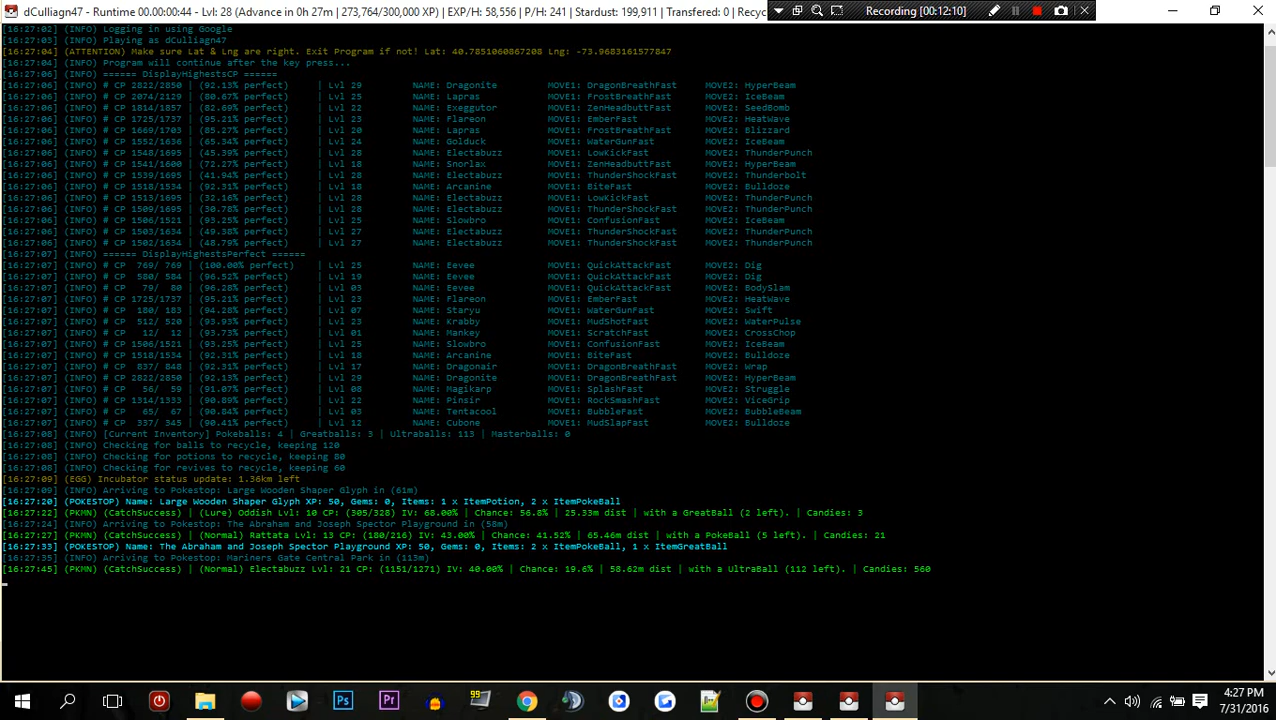 dCulliagn47 - Runtime 00.00:00:44 - Lvl: 28 (Advance in 0h 27m | 273,764/300,000 XP) | EXP/H: 58,556 | P/H: 241 | Stardust: 199,911 | Transferred: 0 | Recyc
Recording [00:12:10]
[16:27:02] (INFO) Logging in using Google
[16:27:03] (INFO) Playing as dCulliagn47
[16:27:04] (ATTENTION) Make sure Lat & Lng are right. Exit Program if not! Lat: 40.7851060867208 Lng: -73.9683161577847
[16:27:04] (INFO) Program will continue after the key press...
[16:27:06] (INFO) ====== DisplayHighestsCP ======
[16:27:06] (INFO) # CP 2822/2850 | (92.13% perfect) | Lvl 29 NAME: Dragonite MOVE1: DragonBreathFast MOVE2: HyperBeam
[16:27:06] (INFO) # CP 2074/2129 | (80.67% perfect) | Lvl 25 NAME: Lapras MOVE1: FrostBreathFast MOVE2: IceBeam
[16:27:06] (INFO) # CP 1814/1857 | (82.69% perfect) | Lvl 22 NAME: Exeggutor MOVE1: ZenHeadbuttFast MOVE2: SeedBomb
[16:27:06] (INFO) # CP 1725/1737 | (95.21% perfect) | Lvl 23 NAME: Flareon MOVE1: EmberFast MOVE2: HeatWave
[16:27:06] (INFO) # CP 1669/1703 | (85.27% perfect) | Lvl 20 NAME: Lapras MOVE1: FrostBreathFast MOVE2: Blizzard
[16:27:06] (INFO) # CP 1552/1636 | (65.34% perfect) | Lvl 24 NAME: Golduck MOVE1: WaterGunFast MOVE2: IceBeam
[16:27:06] (INFO) # CP 1548/1695 | (45.39% perfect) | Lvl 28 NAME: Electabuzz MOVE1: LowKickFast MOVE2: ThunderPunch
[16:27:06] (INFO) # CP 1541/1600 | (72.27% perfect) | Lvl 18 NAME: Snorlax MOVE1: ZenHeadbuttFast MOVE2: HyperBeam
[16:27:06] (INFO) # CP 1539/1695 | (41.94% perfect) | Lvl 28 NAME: Electabuzz MOVE1: ThunderShockFast MOVE2: Thunderbolt
[16:27:06] (INFO) # CP 1518/1534 | (92.31% perfect) | Lvl 18 NAME: Arcanine MOVE1: BiteFast MOVE2: Bulldoze
[16:27:06] (INFO) # CP 1513/1695 | (32.16% perfect) | Lvl 28 NAME: Electabuzz MOVE1: LowKickFast MOVE2: ThunderPunch
[16:27:06] (INFO) # CP 1509/1695 | (30.78% perfect) | Lvl 28 NAME: Electabuzz MOVE1: ThunderShockFast MOVE2: ThunderPunch
[16:27:06] (INFO) # CP 1506/1521 | (93.25% perfect) | Lvl 25 NAME: Slowbro MOVE1: ConfusionFast MOVE2: IceBeam
[16:27:06] (INFO) # CP 1503/1634 | (49.38% perfect) | Lvl 27 NAME: Electabuzz MOVE1: ThunderShockFast MOVE2: ThunderPunch
[16:27:06] (INFO) # CP 1502/1634 | (48.79% perfect) | Lvl 27 NAME: Electabuzz MOVE1: ThunderShockFast MOVE2: ThunderPunch
[16:27:07] (INFO) ====== DisplayHighestsPerfect ======
[16:27:07] (INFO) # CP 769/ 769 | (100.00% perfect) | Lvl 25 NAME: Eevee MOVE1: QuickAttackFast MOVE2: Dig
[16:27:07] (INFO) # CP 580/ 584 | (96.52% perfect) | Lvl 19 NAME: Eevee MOVE1: QuickAttackFast MOVE2: Dig
[16:27:07] (INFO) # CP 79/ 80 | (96.28% perfect) | Lvl 03 NAME: Eevee MOVE1: QuickAttackFast MOVE2: BodySlam
[16:27:07] (INFO) # CP 1725/1737 | (95.21% perfect) | Lvl 23 NAME: Flareon MOVE1: EmberFast MOVE2: HeatWave
[16:27:07] (INFO) # CP 180/ 183 | (94.28% perfect) | Lvl 07 NAME: Staryu MOVE1: WaterGunFast MOVE2: Swift
[16:27:07] (INFO) # CP 512/ 520 | (93.93% perfect) | Lvl 23 NAME: Krabby MOVE1: MudShotFast MOVE2: WaterPulse
[16:27:07] (INFO) # CP 12/ 12 | (93.73% perfect) | Lvl 01 NAME: Mankey MOVE1: ScratchFast MOVE2: CrossChop
[16:27:07] (INFO) # CP 1506/1521 | (93.25% perfect) | Lvl 25 NAME: Slowbro MOVE1: ConfusionFast MOVE2: IceBeam
[16:27:07] (INFO) # CP 1518/1534 | (92.31% perfect) | Lvl 18 NAME: Arcanine MOVE1: BiteFast MOVE2: Bulldoze
[16:27:07] (INFO) # CP 837/ 848 | (92.31% perfect) | Lvl 17 NAME: Dragonair MOVE1: DragonBreathFast MOVE2: Wrap
[16:27:07] (INFO) # CP 2822/2850 | (92.13% perfect) | Lvl 29 NAME: Dragonite MOVE1: DragonBreathFast MOVE2: HyperBeam
[16:27:07] (INFO) # CP 56/ 59 | (91.07% perfect) | Lvl 08 NAME: Magikarp MOVE1: SplashFast MOVE2: Struggle
[16:27:07] (INFO) # CP 1314/1333 | (90.89% perfect) | Lvl 22 NAME: Pinsir MOVE1: RockSmashFast MOVE2: ViceGrip
[16:27:07] (INFO) # CP 65/ 67 | (90.84% perfect) | Lvl 03 NAME: Tentacool MOVE1: BubbleFast MOVE2: BubbleBeam
[16:27:07] (INFO) # CP 337/ 345 | (90.41% perfect) | Lvl 12 NAME: Cubone MOVE1: MudSlapFast MOVE2: Bulldoze
[16:27:08] (INFO) [Current Inventory] Pokeballs: 4 | Greatballs: 3 | Ultraballs: 113 | Masterballs: 0
[16:27:08] (INFO) Checking for balls to recycle, keeping 120
[16:27:08] (INFO) Checking for potions to recycle, keeping 80
[16:27:08] (INFO) Checking for revives to recycle, keeping 60
[16:27:09] (EGG) Incubator status update: 1.36km left
[16:27:09] (INFO) Arriving to Pokestop: Large Wooden Shaper Glyph in (61m)
[16:27:20] (POKESTOP) Name: Large Wooden Shaper Glyph XP: 50, Gems: 0, Items: 1 x ItemPotion, 2 x ItemPokeBall
[16:27:22] (PKMN) (CatchSuccess) | (Lure) Oddish Lvl: 10 CP: (305/328) IV: 68.00% | Chance: 56.8% | 25.33m dist | with a GreatBall (2 left). | Candies: 3
[16:27:24] (INFO) Arriving to Pokestop: The Abraham and Joseph Spector Playground in (58m)
[16:27:27] (PKMN) (CatchSuccess) | (Normal) Rattata Lvl: 13 CP: (180/216) IV: 43.00% | Chance: 41.52% | 65.46m dist | with a PokeBall (5 left). | Candies: 21
[16:27:33] (POKESTOP) Name: The Abraham and Joseph Spector Playground XP: 50, Gems: 0, Items: 2 x ItemPokeBall, 1 x ItemGreatBall
[16:27:35] (INFO) Arriving to Pokestop: Mariners Gate Central Park in (113m)
[16:27:45] (PKMN) (CatchSuccess) | (Normal) Electabuzz Lvl: 21 CP: (1151/1271) IV: 40.00% | Chance: 19.6% | 58.62m dist | with a UltraBall (112 left). | Candies: 560
Ps
Pr
99
4:27 PM
7/31/2016